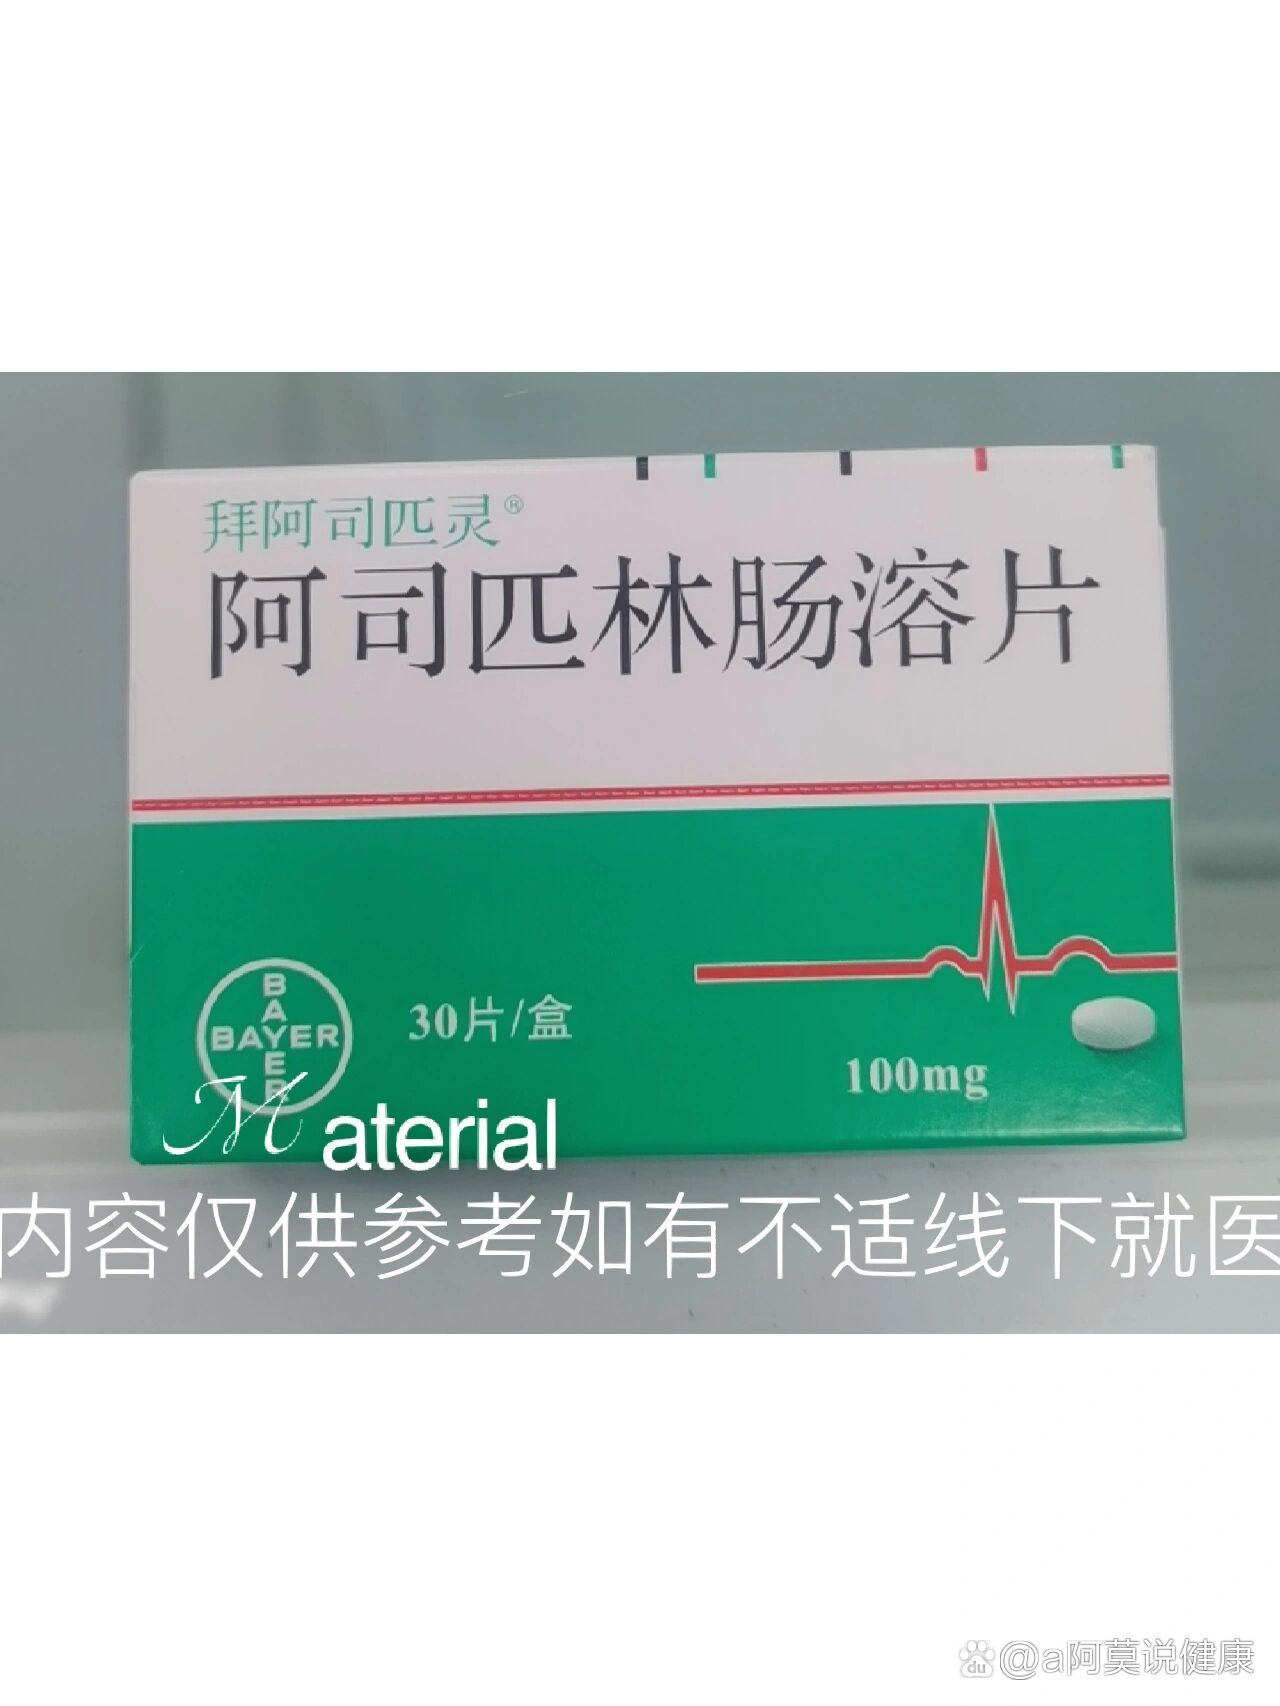 拜阿司匹灵®
阿司匹林肠溶片
BAYER
BAYER
30片/盒
100mg
Material
内容仅供参考如有不适线下就医
du @a阿莫说健康